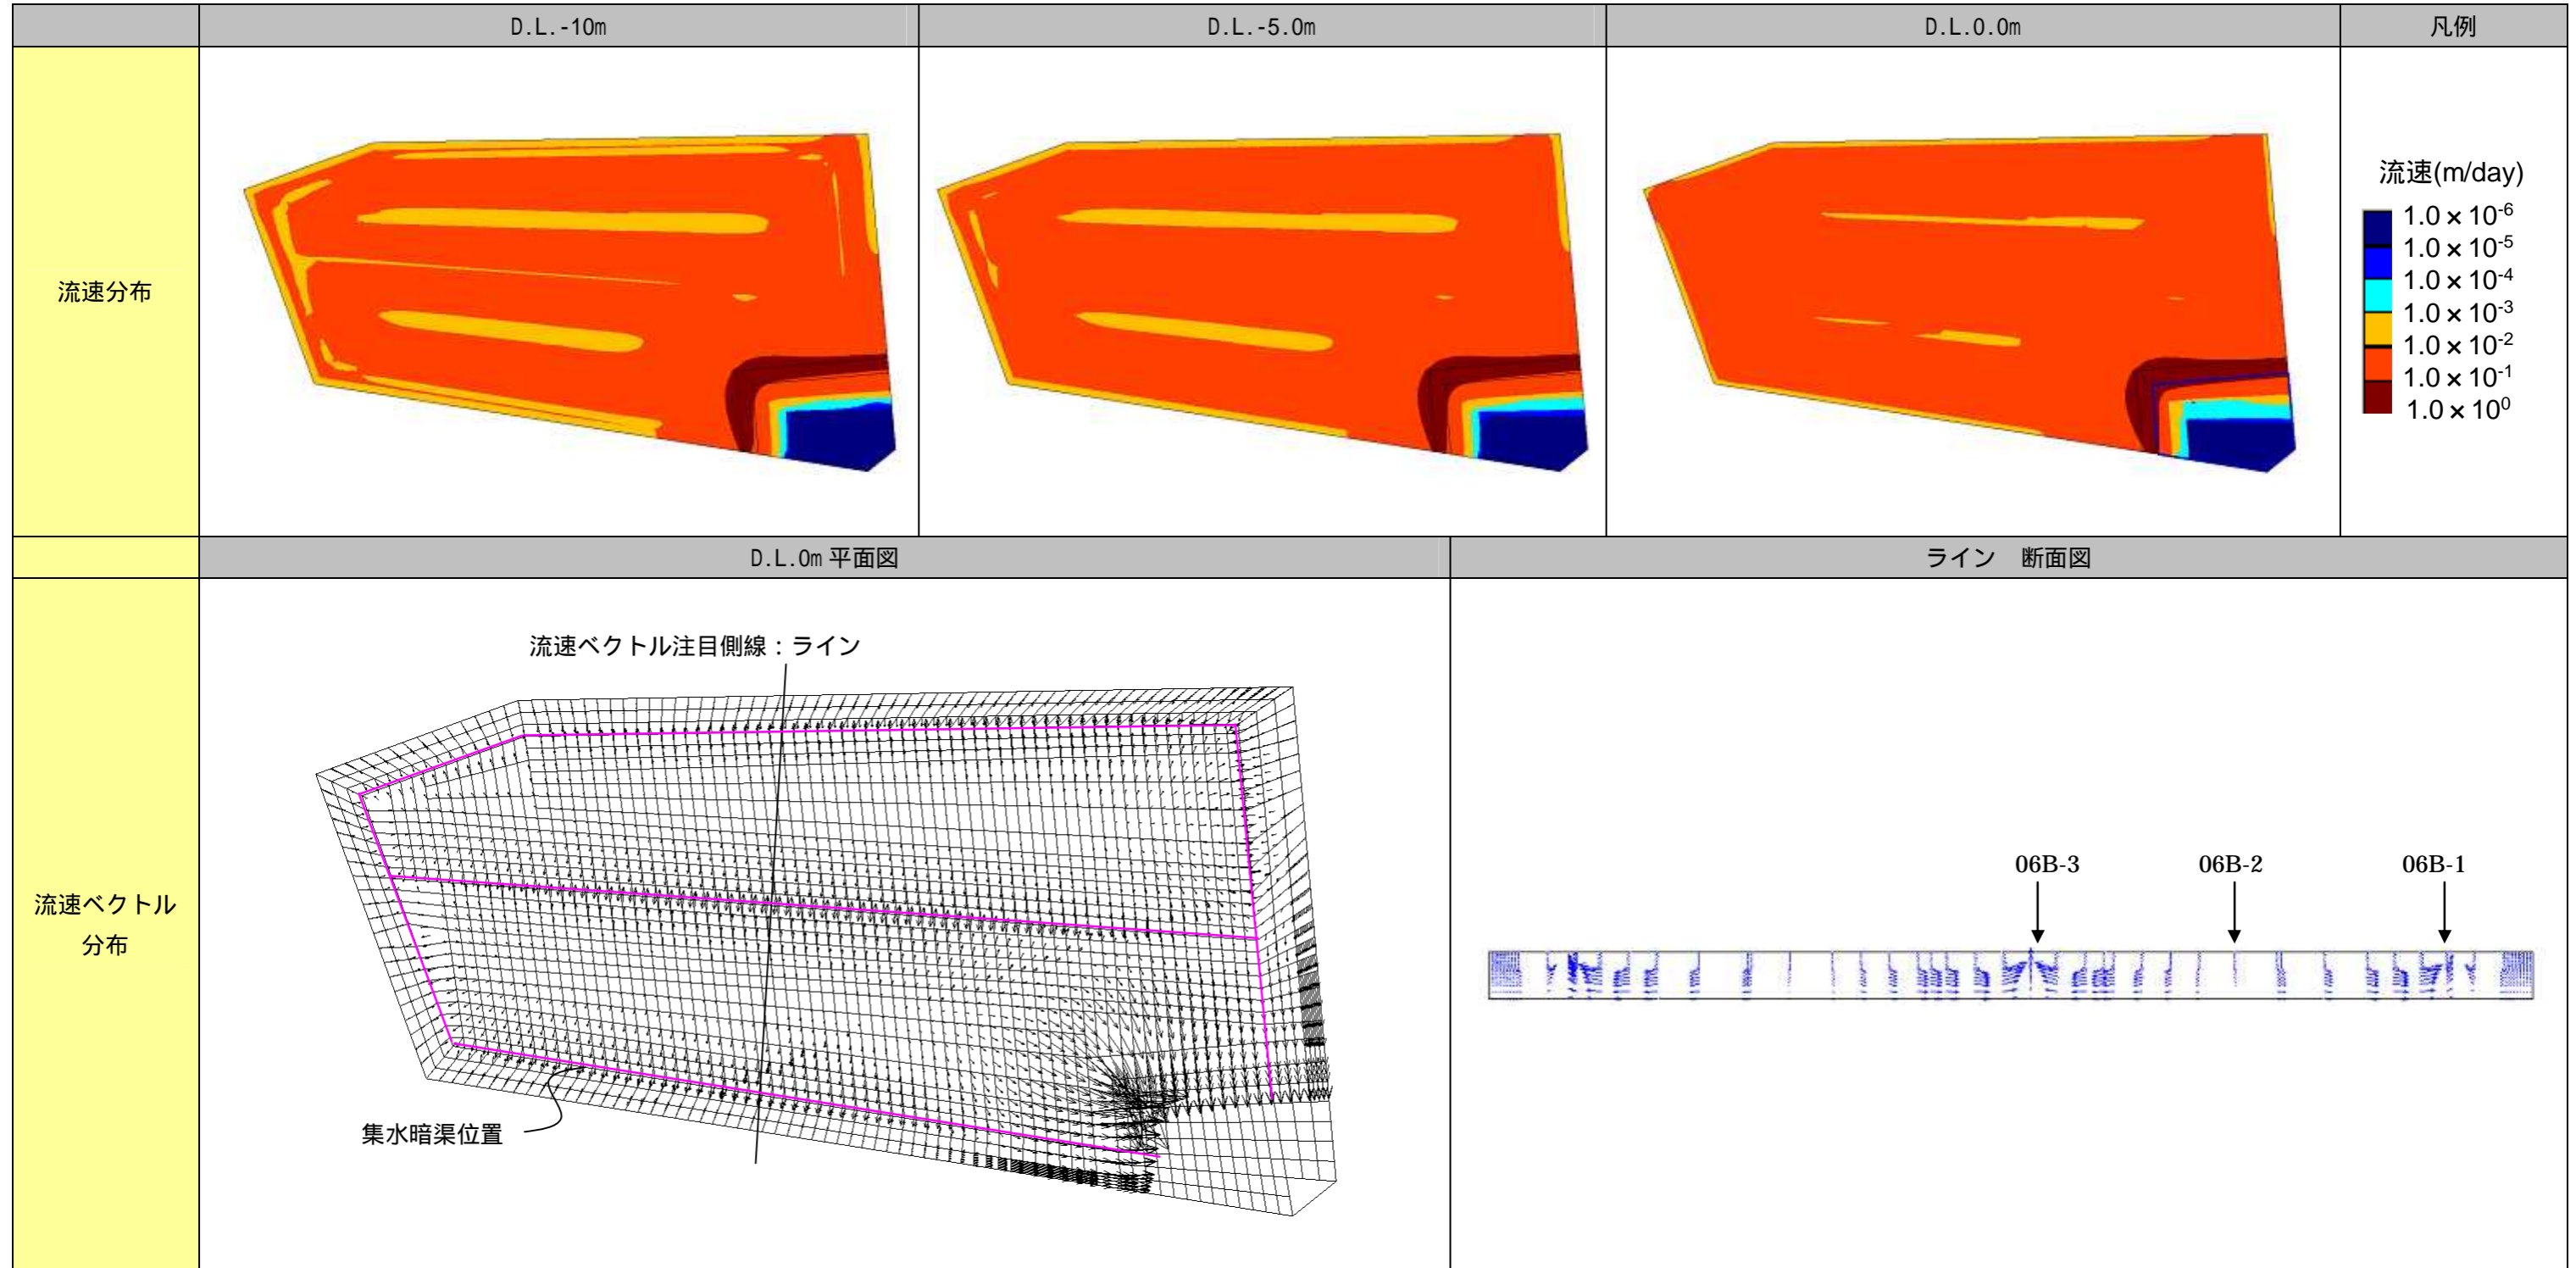 D.L.-10m
D.L.-5.0m
D.L.0.0m
凡例
流速分布
流速(m/day)
1.0×10-6
1.0×10-5
1.0×10-4
1.0×10-3
1.0×10-2
1.0×10-1
1.0×100
D.L.0m 平面図
ライン 断面図
流速ベクトル
分布
流速ベクトル注目側線：ライン
集水暗渠位置
06B-3
06B-2
06B-1